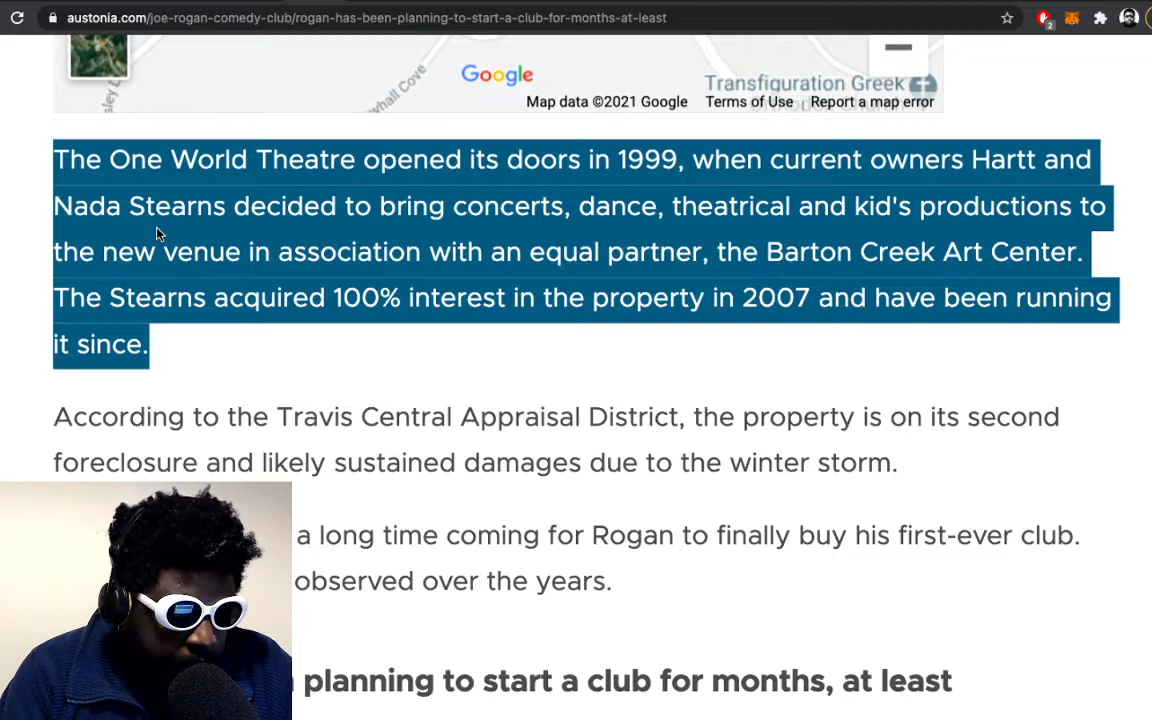 austonia.com/joe-rogan-comedy-club/rogan-has-been-planning-to-start-a-club-for-months-at-least
2
Google
Transfiguration Greek
Map data ©2021 Google Terms of Use Report a map error
The One World Theatre opened its doors in 1999, when current owners Hartt and
Nada Stearns decided to bring concerts, dance, theatrical and kid's productions to
the new venue in association with an equal partner, the Barton Creek Art Center.
The Stearns acquired 100% interest in the property in 2007 and have been running
it since.
According to the Travis Central Appraisal District, the property is on its second
foreclosure and likely sustained damages due to the winter storm.
a long time coming for Rogan to finally buy his first-ever club.
observed over the years.
planning to start a club for months, at least